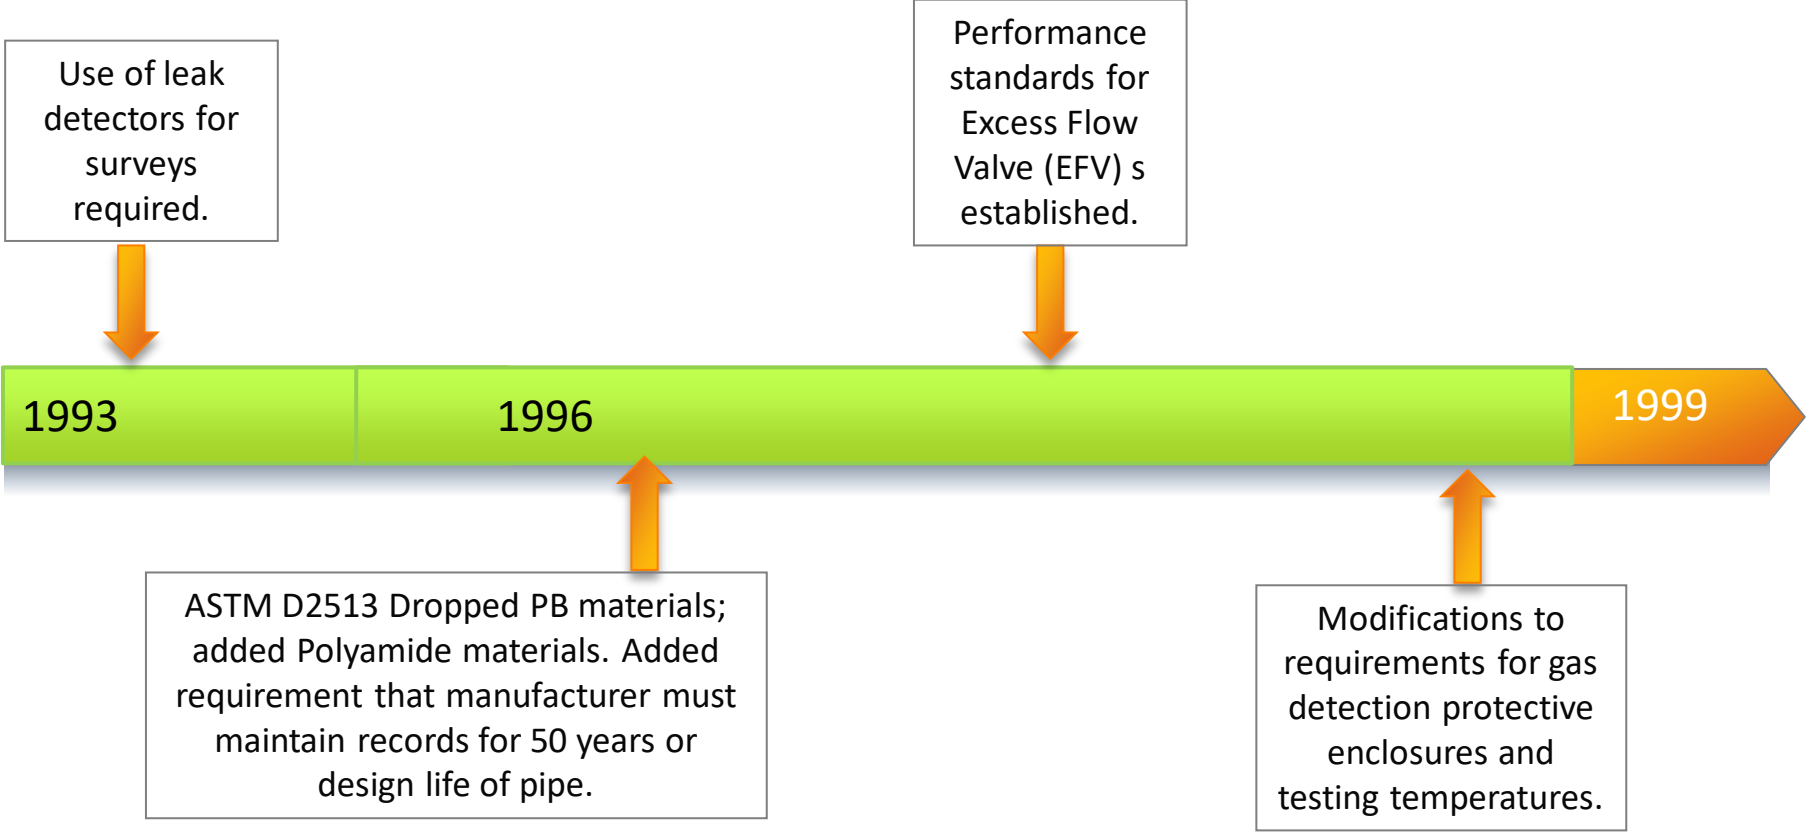 Use of leak
detectors for
surveys
required.
Performance
standards for
Excess Flow
Valve (EFV) s
established.
1993
1996
1999
ASTM D2513 Dropped PB materials;
added Polyamide materials. Added
requirement that manufacturer must
maintain records for 50 years or
design life of pipe.
Modifications to
requirements for gas
detection protective
enclosures and
testing temperatures.